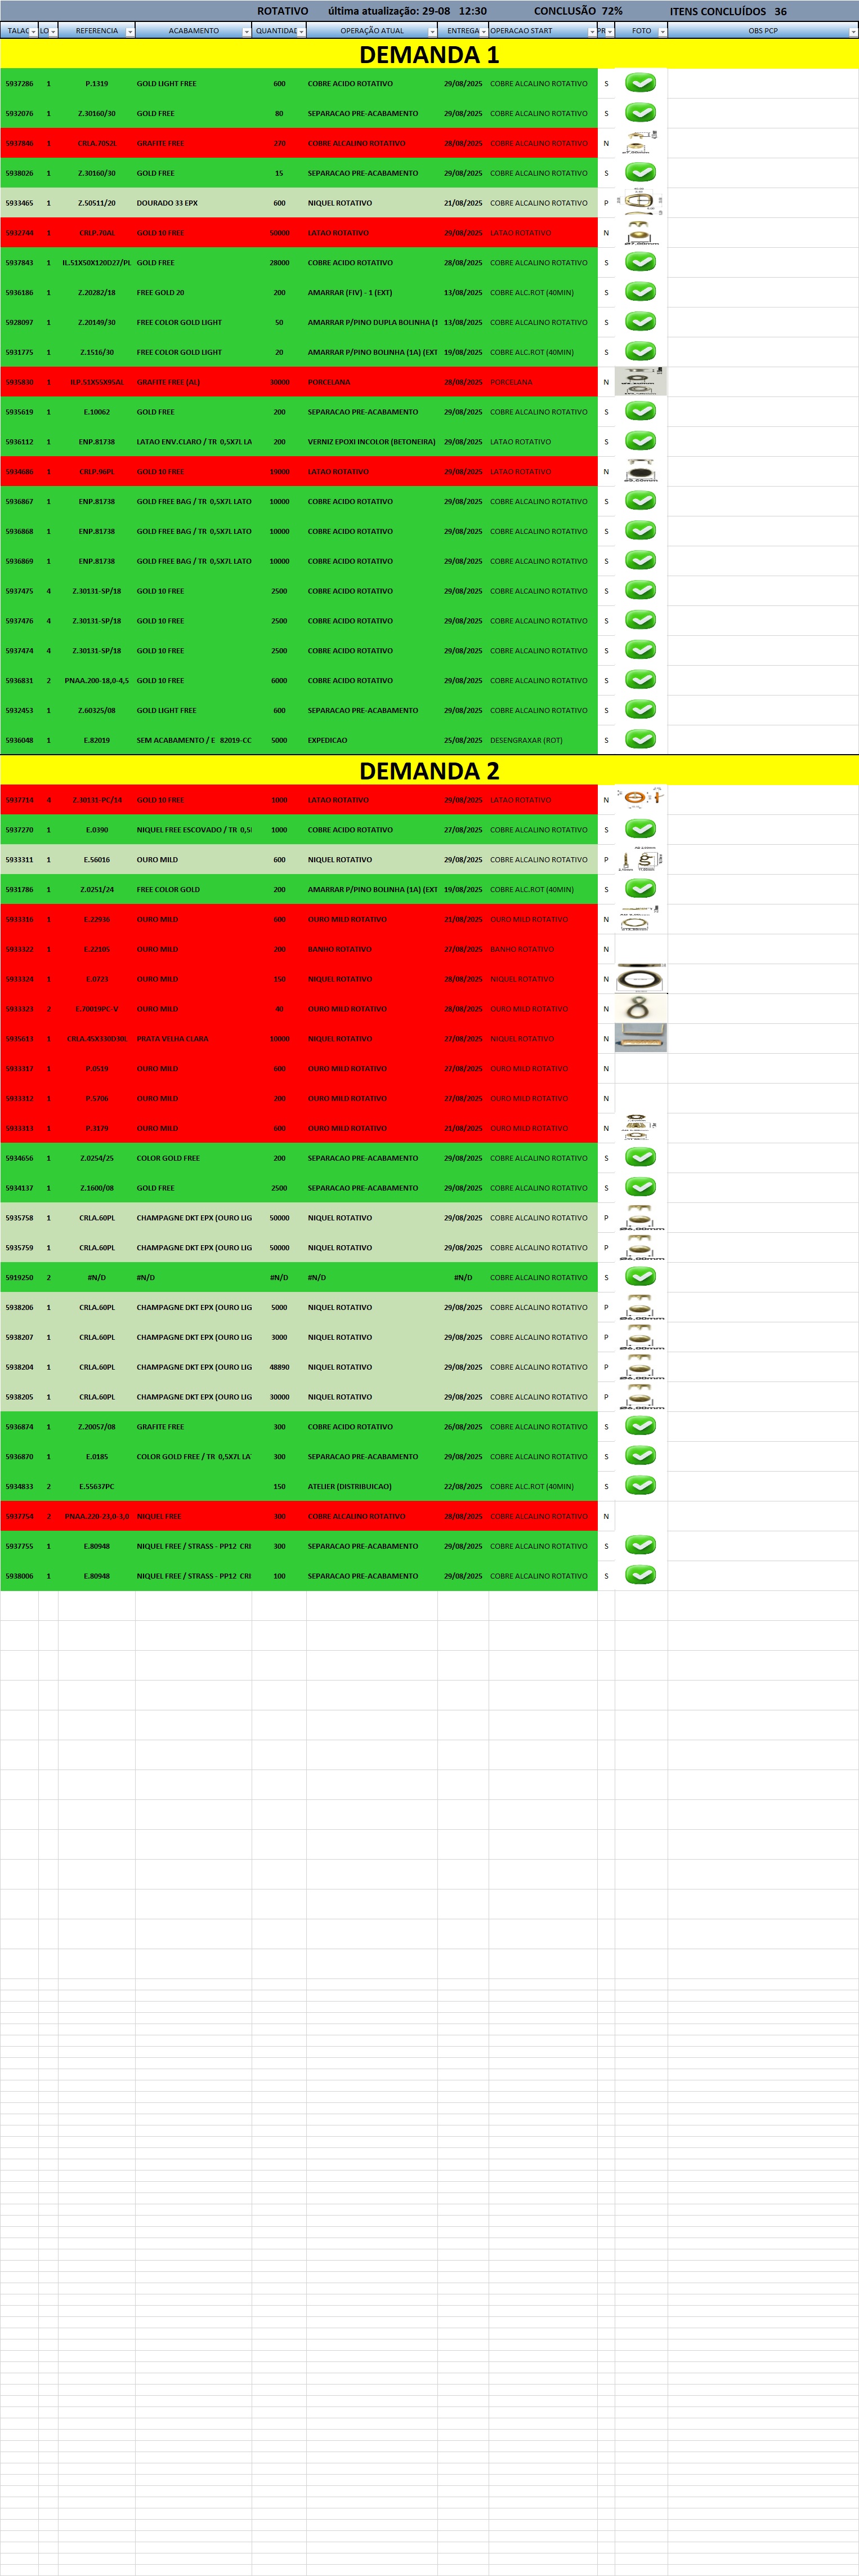 ROTATIVO última atualização: 29-08 12:30 CONCLUSÃO 72% ITENS CONCLUÍDOS 36
TALAO LO REFERENCIA ACABAMENTO QUANTIDADE OPERAÇÃO ATUAL ENTREGA OPERACAO START PR FOTO OBS PCP
DEMANDA 1
5937286 1 P.1319 GOLD LIGHT FREE 600 COBRE ACIDO ROTATIVO 29/08/2025 COBRE ALCALINO ROTATIVO S
5932076 1 Z.30160/30 GOLD FREE 80 SEPARACAO PRE-ACABAMENTO 29/08/2025 COBRE ALCALINO ROTATIVO S
5937846 1 CRLA.70S2L GRAFITE FREE 270 COBRE ALCALINO ROTATIVO 28/08/2025 COBRE ALCALINO ROTATIVO N
5938026 1 Z.30160/30 GOLD FREE 15 SEPARACAO PRE-ACABAMENTO 29/08/2025 COBRE ALCALINO ROTATIVO S
5933465 1 Z.50511/20 DOURADO 33 EPX 600 NIQUEL ROTATIVO 21/08/2025 COBRE ALCALINO ROTATIVO P
5932744 1 CRLP.70AL GOLD 10 FREE 50000 LATAO ROTATIVO 29/08/2025 LATAO ROTATIVO N
5937843 1 IL.51X50X120D27/PL GOLD FREE 28000 COBRE ACIDO ROTATIVO 28/08/2025 COBRE ALCALINO ROTATIVO S
5936186 1 Z.20282/18 FREE GOLD 20 200 AMARRAR (FIV) - 1 (EXT) 13/08/2025 COBRE ALC.ROT (40MIN) S
5928097 1 Z.20149/30 FREE COLOR GOLD LIGHT 50 AMARRAR P/PINO DUPLA BOLINHA (1 13/08/2025 COBRE ALCALINO ROTATIVO S
5931775 1 Z.1516/30 FREE COLOR GOLD LIGHT 20 AMARRAR P/PINO BOLINHA (1A) (EXT 19/08/2025 COBRE ALC.ROT (40MIN) S
5935830 1 ILP.51X55X95AL GRAFITE FREE (AL) 30000 PORCELANA 28/08/2025 PORCELANA N
5935619 1 E.10062 GOLD FREE 200 SEPARACAO PRE-ACABAMENTO 29/08/2025 COBRE ALCALINO ROTATIVO S
5936112 1 ENP.81738 LATAO ENV.CLARO / TR 0,5X7L LA 200 VERNIZ EPOXI INCOLOR (BETONEIRA) 29/08/2025 LATAO ROTATIVO S
5934686 1 CRLP.96PL GOLD 10 FREE 19000 LATAO ROTATIVO 29/08/2025 LATAO ROTATIVO N
5936867 1 ENP.81738 GOLD FREE BAG / TR 0,5X7L LATO 10000 COBRE ACIDO ROTATIVO 29/08/2025 COBRE ALCALINO ROTATIVO S
5936868 1 ENP.81738 GOLD FREE BAG / TR 0,5X7L LATO 10000 COBRE ACIDO ROTATIVO 29/08/2025 COBRE ALCALINO ROTATIVO S
5936869 1 ENP.81738 GOLD FREE BAG / TR 0,5X7L LATO 10000 COBRE ACIDO ROTATIVO 29/08/2025 COBRE ALCALINO ROTATIVO S
5937475 4 Z.30131-SP/18 GOLD 10 FREE 2500 COBRE ACIDO ROTATIVO 29/08/2025 COBRE ALCALINO ROTATIVO S
5937476 4 Z.30131-SP/18 GOLD 10 FREE 2500 COBRE ACIDO ROTATIVO 29/08/2025 COBRE ALCALINO ROTATIVO S
5937474 4 Z.30131-SP/18 GOLD 10 FREE 2500 COBRE ACIDO ROTATIVO 29/08/2025 COBRE ALCALINO ROTATIVO S
5936831 2 PNAA.200-18,0-4,5 GOLD 10 FREE 6000 COBRE ACIDO ROTATIVO 29/08/2025 COBRE ALCALINO ROTATIVO S
5932453 1 Z.60325/08 GOLD LIGHT FREE 600 SEPARACAO PRE-ACABAMENTO 29/08/2025 COBRE ALCALINO ROTATIVO S
5936048 1 E.82019 SEM ACABAMENTO / E 82019-CC 5000 EXPEDICAO 25/08/2025 DESENGRAXAR (ROT) S
DEMANDA 2
5937714 4 Z.30131-PC/14 GOLD 10 FREE 1000 LATAO ROTATIVO 29/08/2025 LATAO ROTATIVO N
5937270 1 E.0390 NIQUEL FREE ESCOVADO / TR 0,5 1000 COBRE ACIDO ROTATIVO 27/08/2025 COBRE ALCALINO ROTATIVO S
5933311 1 E.56016 OURO MILD 600 NIQUEL ROTATIVO 29/08/2025 COBRE ALCALINO ROTATIVO P
5931786 1 Z.0251/24 FREE COLOR GOLD 200 AMARRAR P/PINO BOLINHA (1A) (EXT 19/08/2025 COBRE ALC.ROT (40MIN) S
5933316 1 E.22936 OURO MILD 600 OURO MILD ROTATIVO 21/08/2025 OURO MILD ROTATIVO N
5933322 1 E.22105 OURO MILD 200 BANHO ROTATIVO 27/08/2025 BANHO ROTATIVO N
5933324 1 E.0723 OURO MILD 150 NIQUEL ROTATIVO 28/08/2025 NIQUEL ROTATIVO N
5933323 2 E.70019PC-V OURO MILD 40 OURO MILD ROTATIVO 28/08/2025 OURO MILD ROTATIVO N
5935613 1 CRLA.45X330D30L PRATA VELHA CLARA 10000 NIQUEL ROTATIVO 27/08/2025 NIQUEL ROTATIVO N
5933317 1 P.0519 OURO MILD 600 OURO MILD ROTATIVO 27/08/2025 OURO MILD ROTATIVO N
5933312 1 P.5706 OURO MILD 200 OURO MILD ROTATIVO 27/08/2025 OURO MILD ROTATIVO N
5933313 1 P.3179 OURO MILD 600 OURO MILD ROTATIVO 21/08/2025 OURO MILD ROTATIVO N
5934656 1 Z.0254/25 COLOR GOLD FREE 200 SEPARACAO PRE-ACABAMENTO 29/08/2025 COBRE ALCALINO ROTATIVO S
5934137 1 Z.1600/08 GOLD FREE 2500 SEPARACAO PRE-ACABAMENTO 29/08/2025 COBRE ALCALINO ROTATIVO S
5935758 1 CRLA.60PL CHAMPAGNE DKT EPX (OURO LIG 50000 NIQUEL ROTATIVO 29/08/2025 COBRE ALCALINO ROTATIVO P
5935759 1 CRLA.60PL CHAMPAGNE DKT EPX (OURO LIG 50000 NIQUEL ROTATIVO 29/08/2025 COBRE ALCALINO ROTATIVO P
5919250 2 #N/D #N/D #N/D #N/D #N/D COBRE ALCALINO ROTATIVO S
5938206 1 CRLA.60PL CHAMPAGNE DKT EPX (OURO LIG 5000 NIQUEL ROTATIVO 29/08/2025 COBRE ALCALINO ROTATIVO P
5938207 1 CRLA.60PL CHAMPAGNE DKT EPX (OURO LIG 3000 NIQUEL ROTATIVO 29/08/2025 COBRE ALCALINO ROTATIVO P
5938204 1 CRLA.60PL CHAMPAGNE DKT EPX (OURO LIG 48890 NIQUEL ROTATIVO 29/08/2025 COBRE ALCALINO ROTATIVO P
5938205 1 CRLA.60PL CHAMPAGNE DKT EPX (OURO LIG 30000 NIQUEL ROTATIVO 29/08/2025 COBRE ALCALINO ROTATIVO P
5936874 1 Z.20057/08 GRAFITE FREE 300 COBRE ACIDO ROTATIVO 26/08/2025 COBRE ALCALINO ROTATIVO S
5936870 1 E.0185 COLOR GOLD FREE / TR 0,5X7L LA 300 SEPARACAO PRE-ACABAMENTO 29/08/2025 COBRE ALCALINO ROTATIVO S
5934833 2 E.55637PC 150 ATELIER (DISTRIBUICAO) 22/08/2025 COBRE ALC.ROT (40MIN) S
5937754 2 PNAA.220-23,0-3,0 NIQUEL FREE 300 COBRE ALCALINO ROTATIVO 28/08/2025 COBRE ALCALINO ROTATIVO N
5937755 1 E.80948 NIQUEL FREE / STRASS - PP12 CRI 300 SEPARACAO PRE-ACABAMENTO 29/08/2025 COBRE ALCALINO ROTATIVO S
5938006 1 E.80948 NIQUEL FREE / STRASS - PP12 CRI 100 SEPARACAO PRE-ACABAMENTO 29/08/2025 COBRE ALCALINO ROTATIVO S